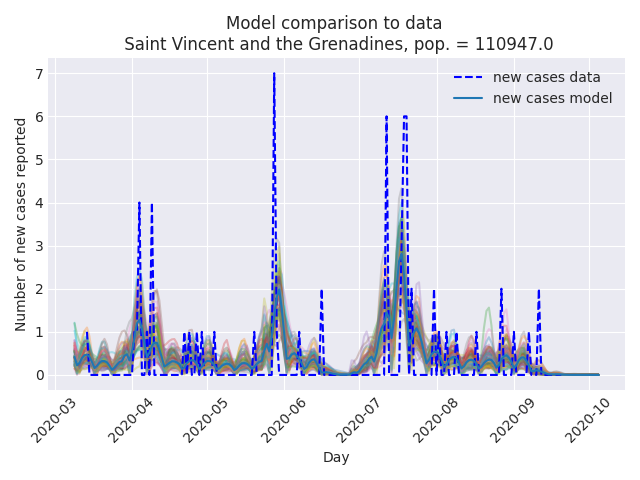 Model comparison to data
Saint Vincent and the Grenadines, pop. = 110947.0
new cases data
new cases model
Number of new cases reported
7
6
5
4
3
2
1
0
2020-03
2020-04
2020-05
2020-06
2020-07
2020-08
2020-09
2020-10
Day